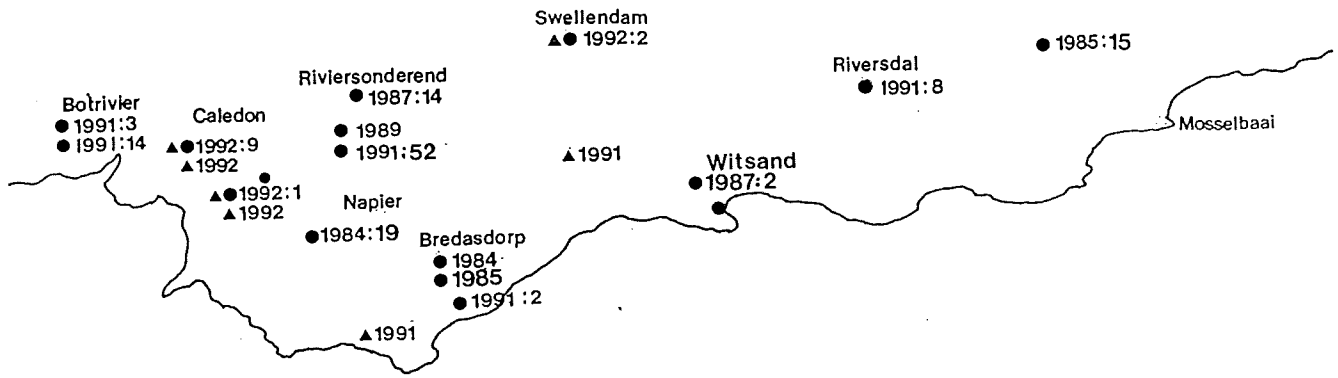 Swellendam
▲●1992:2
●1985:15
Riviersonderend
●1987:14
Riversdal
●1991:8
Botrivier
●1991:3
●1991:14
Caledon
▲●1992:9
▲1992
●1989
●1991:52
▲1991
Mosselbaai
Witsand
●1987:2
▲●1992:1
▲1992
Napier
●1984:19
Bredasdorp
●1984
●1985
●1991:2
▲1991